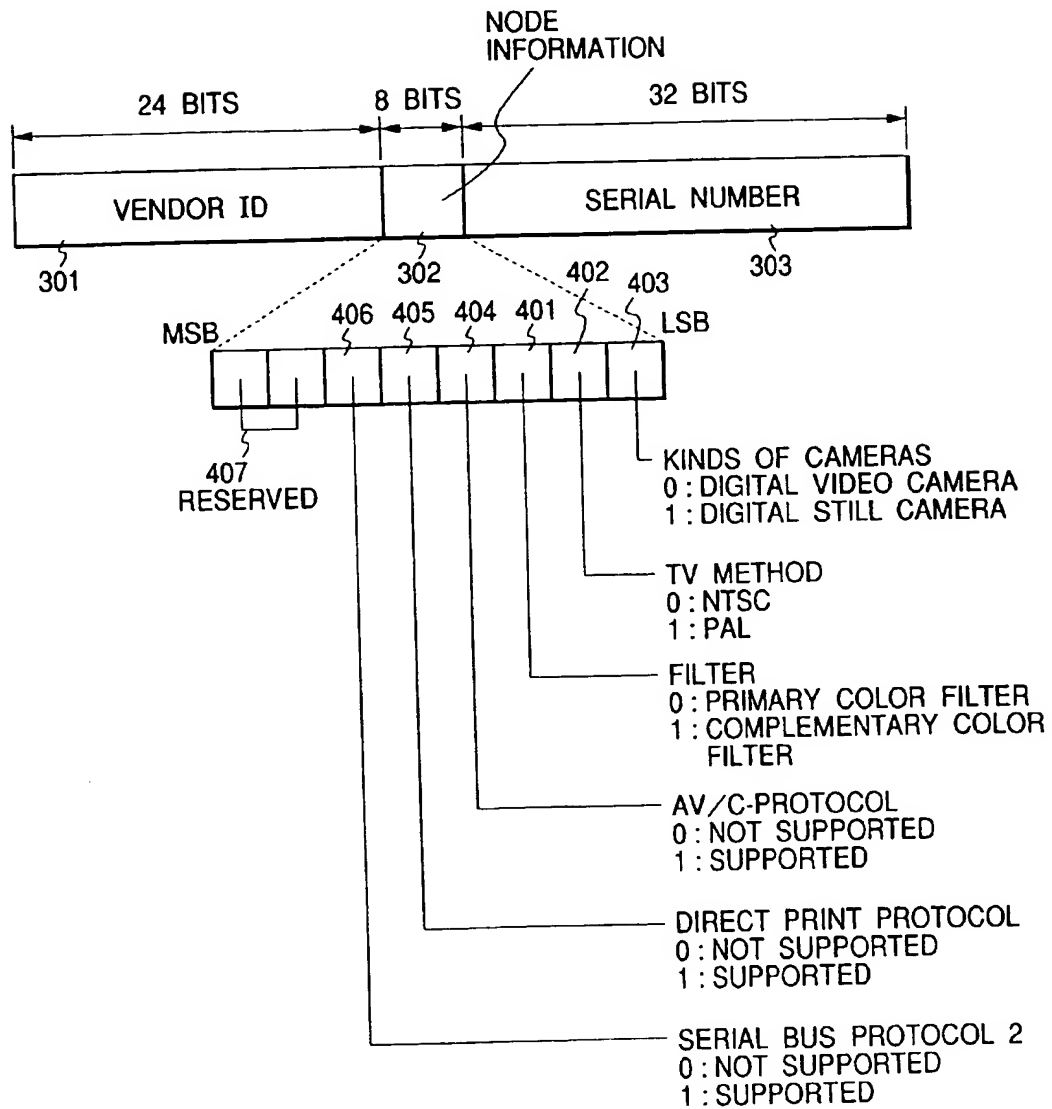 NODE
INFORMATION
24 BITS
8 BITS
32 BITS
VENDOR ID
SERIAL NUMBER
301
302
303
MSB
406
405
404
401
402
403
LSB
407
RESERVED
KINDS OF CAMERAS
0 : DIGITAL VIDEO CAMERA
1 : DIGITAL STILL CAMERA
TV METHOD
0 : NTSC
1 : PAL
FILTER
0 : PRIMARY COLOR FILTER
1 : COMPLEMENTARY COLOR
FILTER
AV/C-PROTOCOL
0 : NOT SUPPORTED
1 : SUPPORTED
DIRECT PRINT PROTOCOL
0 : NOT SUPPORTED
1 : SUPPORTED
SERIAL BUS PROTOCOL 2
0 : NOT SUPPORTED
1 : SUPPORTED